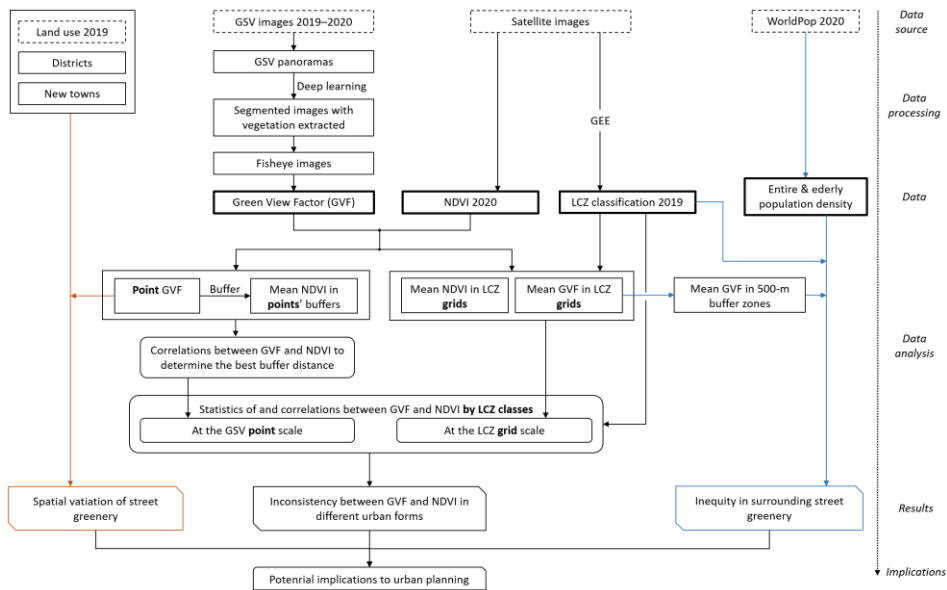 GSV images 2019–2020
Satellite images
WorldPop 2020
Data
source
Land use 2019
Districts
New towns
GSV panoramas
Deep learning
Segmented images with
vegetation extracted
GEE
Data
processing
Fisheye images
Green View Factor (GVF)
NDVI 2020
LCZ classification 2019
Entire & ederly
population density
Data
Point GVF
Buffer
Mean NDVI in
points' buffers
Mean NDVI in LCZ
grids
Mean GVF in LCZ
grids
Mean GVF in 500-m
buffer zones
Correlations between GVF and NDVI to
determine the best buffer distance
Data
analysis
Statistics of and correlations between GVF and NDVI by LCZ classes
At the GSV point scale
At the LCZ grid scale
Spatial vatiation of street
greenery
Inconsistency between GVF and NDVI in
different urban forms
Inequity in surrounding street
greenery
Results
Potenrial implications to urban planning
Implications